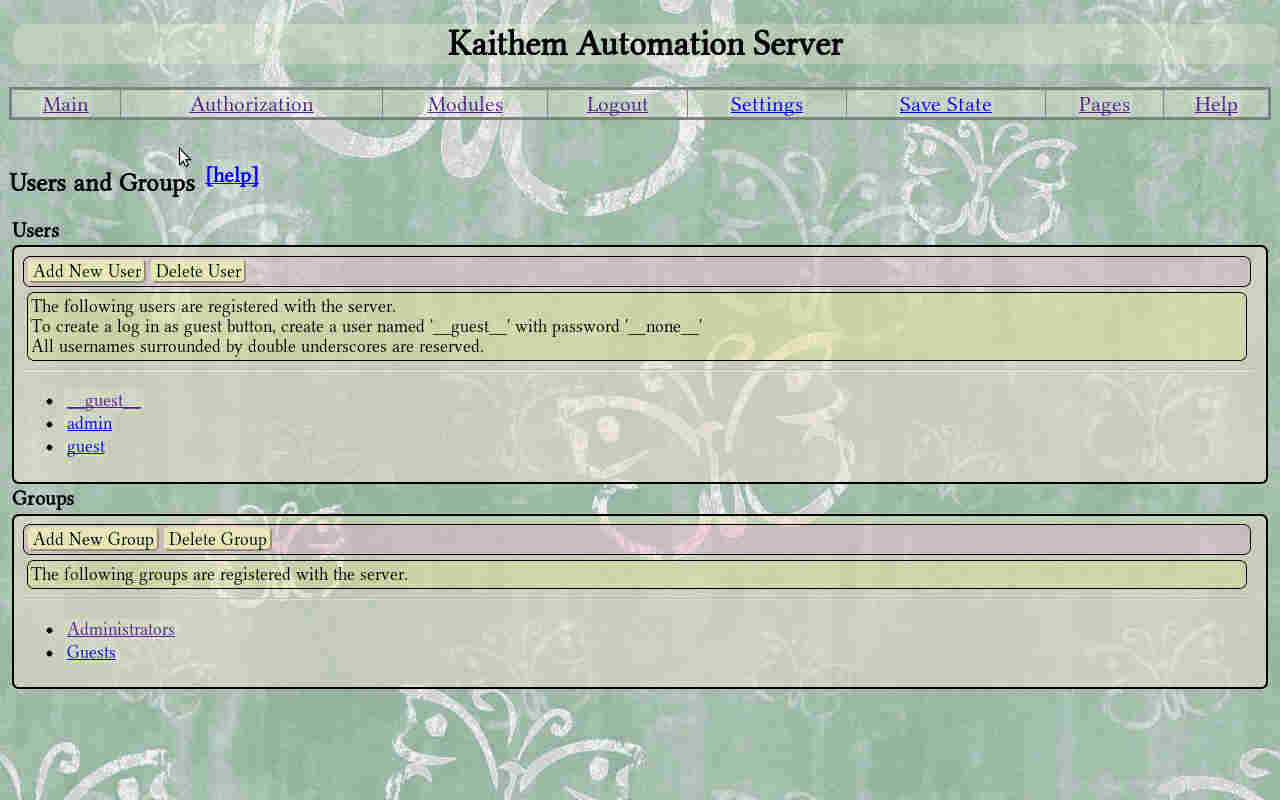 Kaithem Automation Server
Main Authorization Modules Logout Settings Save State Pages Help
Users and Groups [help]
Users
Add New User Delete User
The following users are registered with the server.
To create a log in as guest button, create a user named '__guest__' with password '__none__'
All usernames surrounded by double underscores are reserved.
__guest__
admin
guest
Groups
Add New Group Delete Group
The following groups are registered with the server.
Administrators
Guests